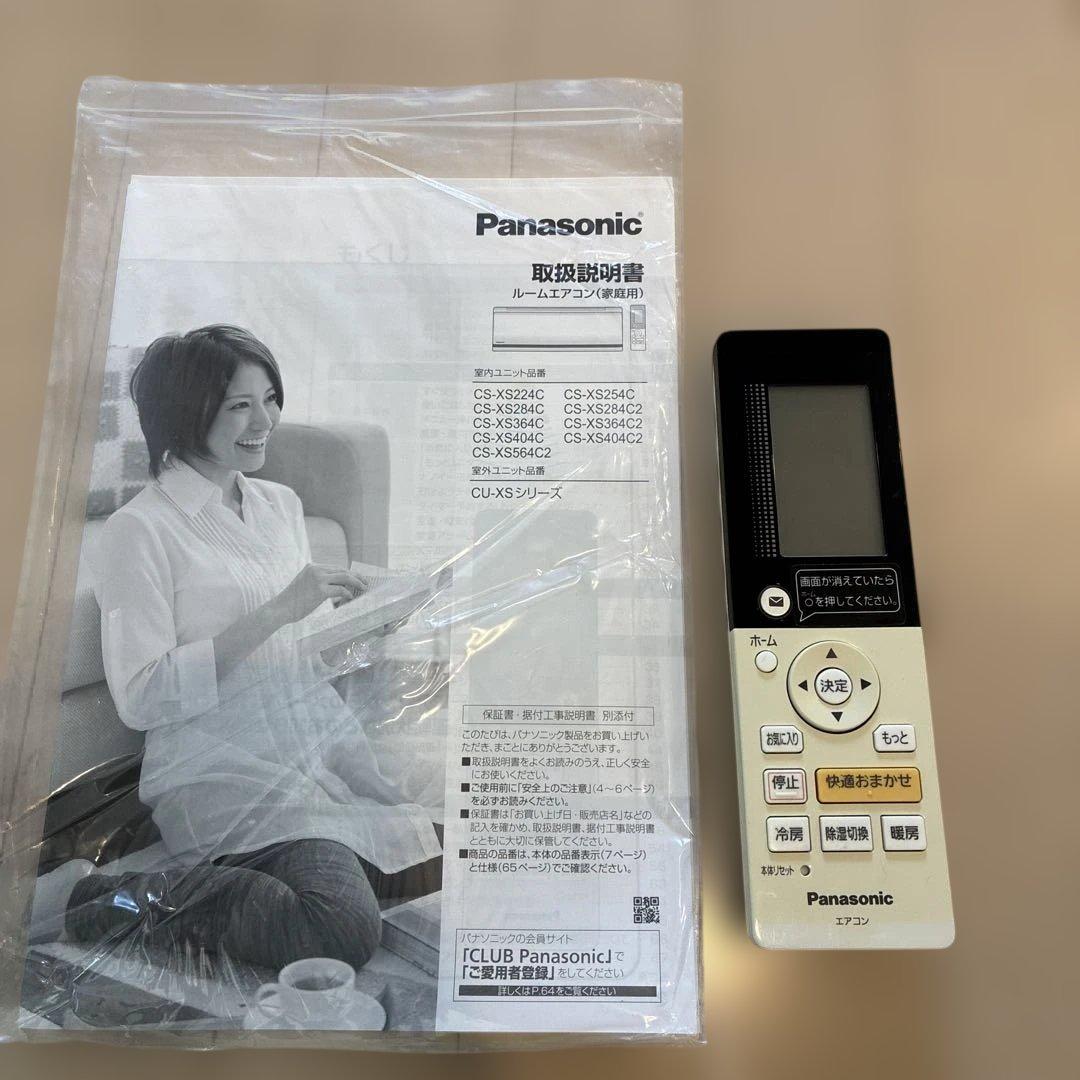 Panasonic
取扱説明書
ルームエアコン(家庭用)
室内ユニット品番
CS-XS224C CS-XS254C
CS-XS284C CS-XS284C2
CS-XS364C CS-XS364C2
CS-XS404C CS-XS404C2
CS-XS564C2
室外ユニット品番
CU-XSシリーズ
保証書・据付工事説明書 別添付
このたびは、パナソニック製品をお買い上げい
ただき、まことにありがとうございます。
■取扱説明書をよくお読みのうえ、正しく安全
にお使いください。
■ご使用前に「安全上のご注意」(4～6ページ)
を必ずお読みください。
■保証書は「お買い上げ日・販売店名」などの
記入を確かめ、取扱説明書、据付工事説明書
とともに大切に保管してください。
■商品の品番は、本体の品番表示(7ページ)
と仕様(65ページ)でご確認ください。
パナソニックの会員サイト
「CLUB Panasonic」で
「ご愛用者登録」をしてください
詳しくはP.64をご覧ください
画面が消えていたら
ホーム
○を押してください。
ホーム
▲
◀ 決定 ▶
▼
お気に入り もっと
停止 快適おまかせ
冷房 除湿切換 暖房
本体リセット
Panasonic
エアコン